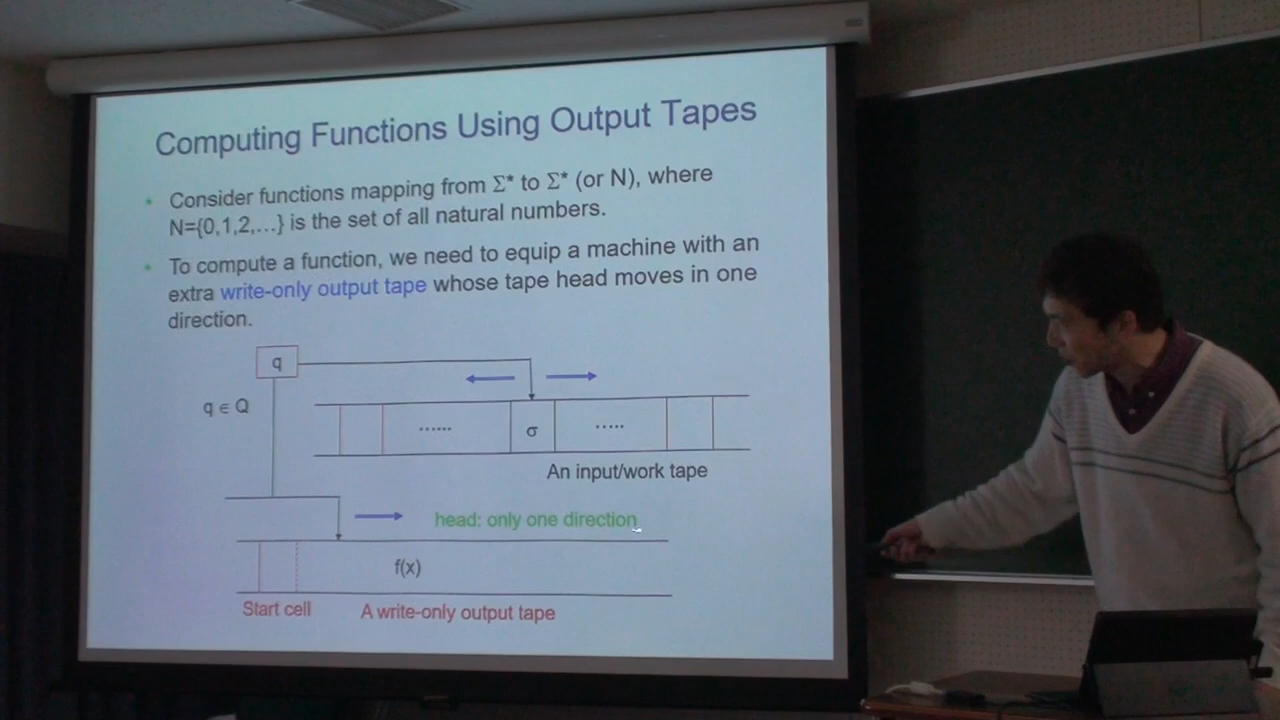 Computing Functions Using Output Tapes
• Consider functions mapping from Σ* to Σ* (or N), where
N={0,1,2,...} is the set of all natural numbers.
• To compute a function, we need to equip a machine with an
extra write-only output tape whose tape head moves in one
direction.
q
q ∈ Q
...... σ .....
An input/work tape
head: only one direction
f(x)
Start cell A write-only output tape